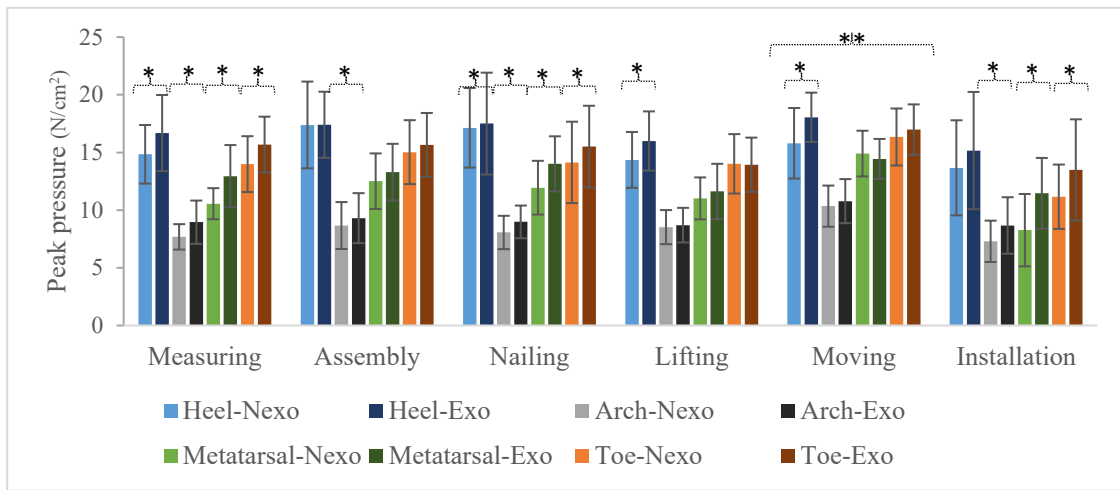 Peak pressure (N/cm²)
25
20
15
10
5
0
* * * *
*
* * * *
*
**
*
* * *
Measuring Assembly Nailing Lifting Moving Installation
Heel-Nexo Heel-Exo Arch-Nexo Arch-Exo
Metatarsal-Nexo Metatarsal-Exo Toe-Nexo Toe-Exo